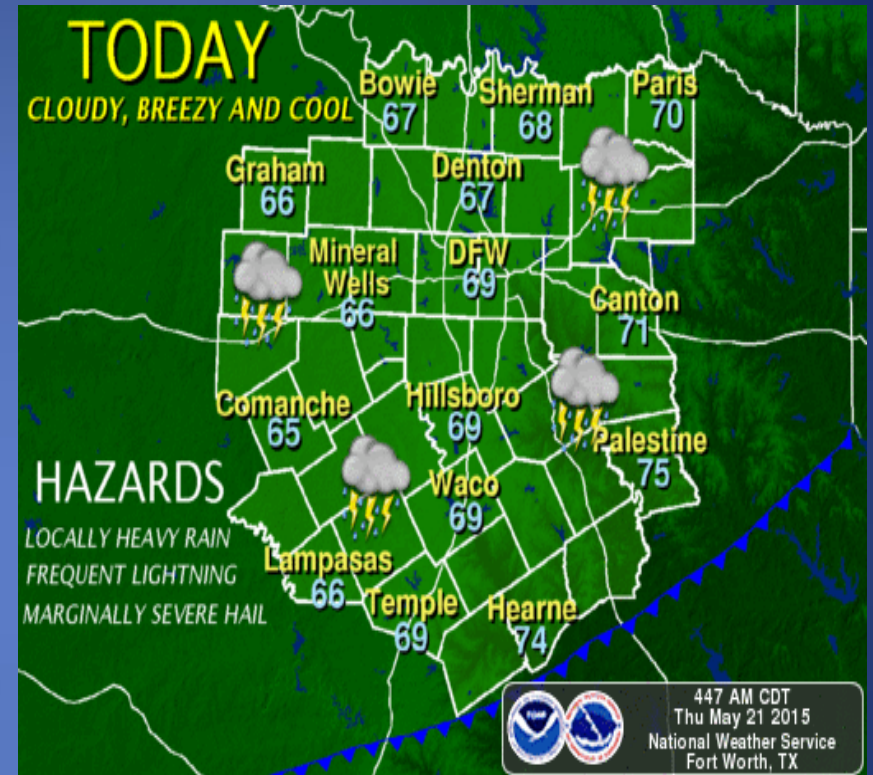 TODAY
CLOUDY, BREEZY AND COOL
Bowie
67
Sherman
68
Paris
70
Graham
66
Denton
67
Mineral
Wells
66
DFW
69
Canton
71
Comanche
65
Hillsboro
69
Palestine
75
Waco
69
HAZARDS
LOCALLY HEAVY RAIN
FREQUENT LIGHTNING
MARGINALLY SEVERE HAIL
Lampasas
66
Temple
69
Hearne
74
447 AM CDT
Thu May 21 2015
National Weather Service
Fort Worth, TX